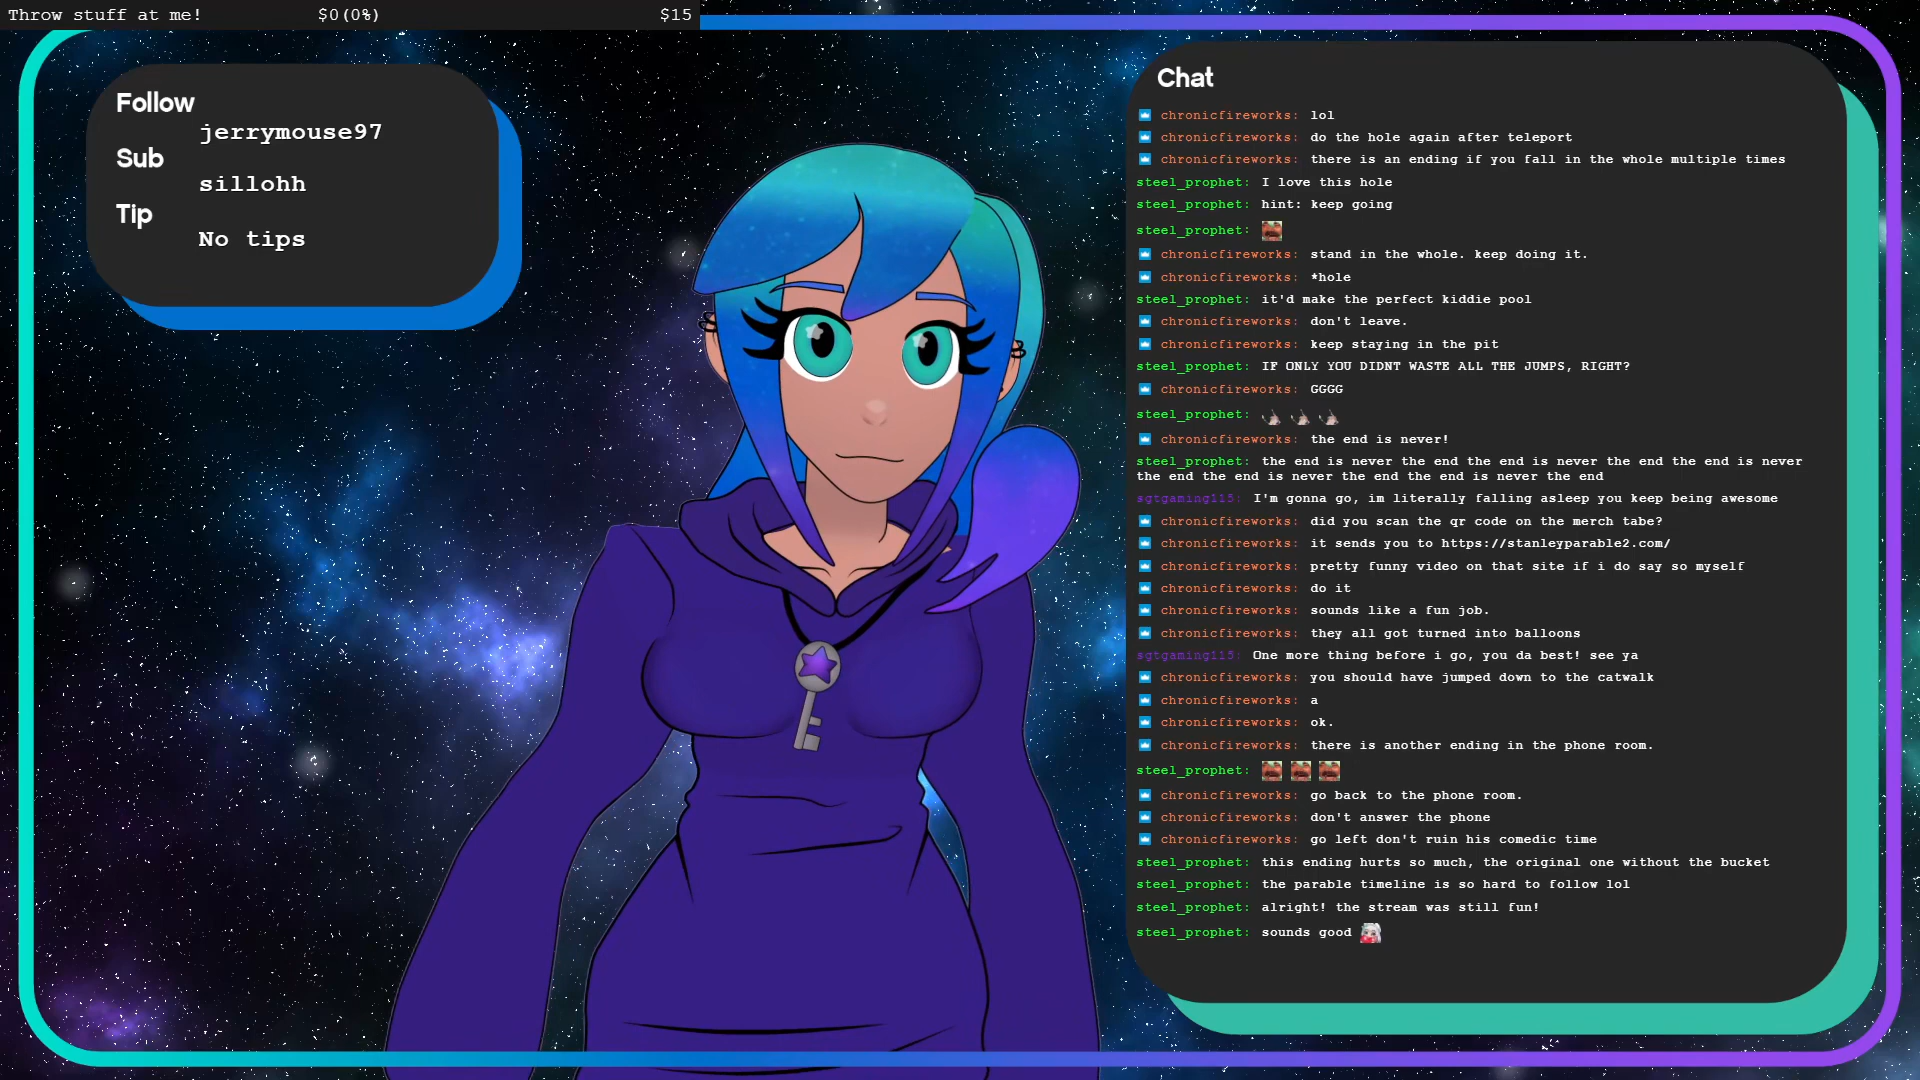 Throw stuff at me! $0(0%) $15
Follow
jerrymouse97
Sub
sillohh
Tip
No tips
Chat
chronicfireworks: lol
chronicfireworks: do the hole again after teleport
chronicfireworks: there is an ending if you fall in the whole multiple times
steel_prophet: I love this hole
steel_prophet: hint: keep going
steel_prophet:
chronicfireworks: stand in the whole. keep doing it.
chronicfireworks: *hole
steel_prophet: it'd make the perfect kiddie pool
chronicfireworks: don't leave.
chronicfireworks: keep staying in the pit
steel_prophet: IF ONLY YOU DIDNT WASTE ALL THE JUMPS, RIGHT?
chronicfireworks: GGGG
steel_prophet:
chronicfireworks: the end is never!
steel_prophet: the end is never the end the end is never the end the end is never
the end the end is never the end the end is never the end
sgtgaming115: I'm gonna go, im literally falling asleep you keep being awesome
chronicfireworks: did you scan the qr code on the merch tabe?
chronicfireworks: it sends you to https://stanleyparable2.com/
chronicfireworks: pretty funny video on that site if i do say so myself
chronicfireworks: do it
chronicfireworks: sounds like a fun job.
chronicfireworks: they all got turned into balloons
sgtgaming115: One more thing before i go, you da best! see ya
chronicfireworks: you should have jumped down to the catwalk
chronicfireworks: a
chronicfireworks: ok.
chronicfireworks: there is another ending in the phone room.
steel_prophet:
chronicfireworks: go back to the phone room.
chronicfireworks: don't answer the phone
chronicfireworks: go left don't ruin his comedic time
steel_prophet: this ending hurts so much, the original one without the bucket
steel_prophet: the parable timeline is so hard to follow lol
steel_prophet: alright! the stream was still fun!
steel_prophet: sounds good